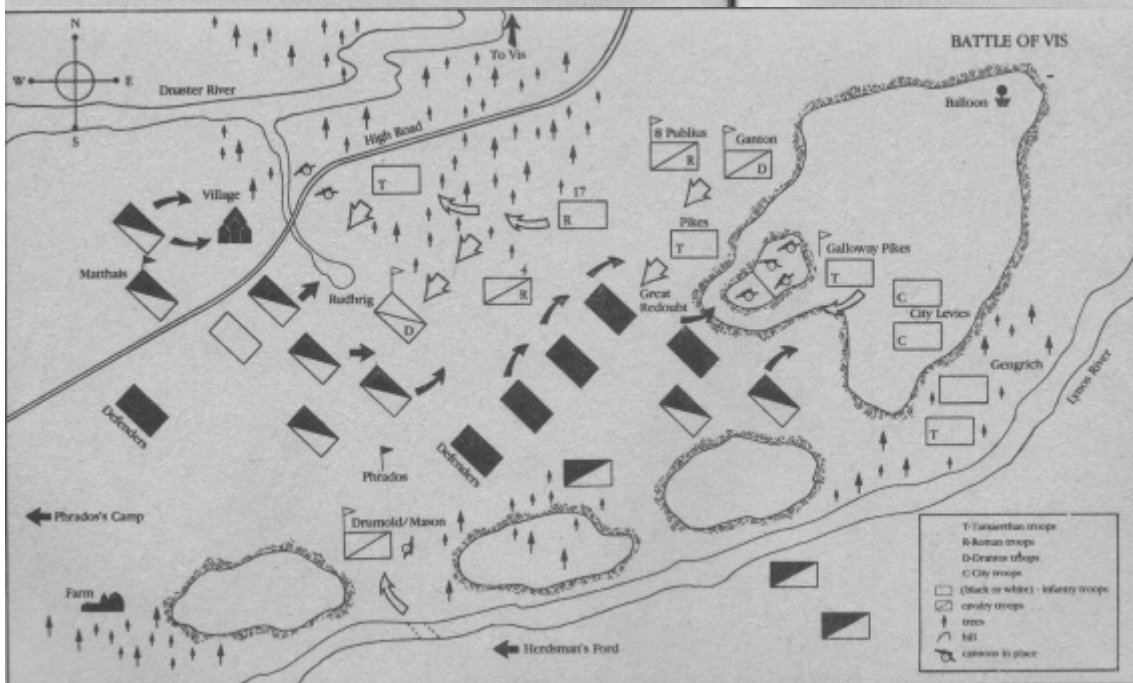 N
BATTLE OF VIS
To Vis
W
E
Dnaster River
Balloon
S
High Road
8 Publius
Ganton
R
D
T
Village
17
R
Pikes
T
Galloway Pikes
T
Matthais
4
R
Rudhrig
D
Great
Redoubt
C
City Levies
C
Gengrich
T
Lynos River
Defenders
Defenders
Phrados
Phrados's Camp
Drumold/Mason
Farm
Herdsman's Ford
T-Tamaerthan troops
R-Roman troops
D-Drantos troops
C-City troops
(black or white) - infantry troops
cavalry troops
trees
hill
cannons in place